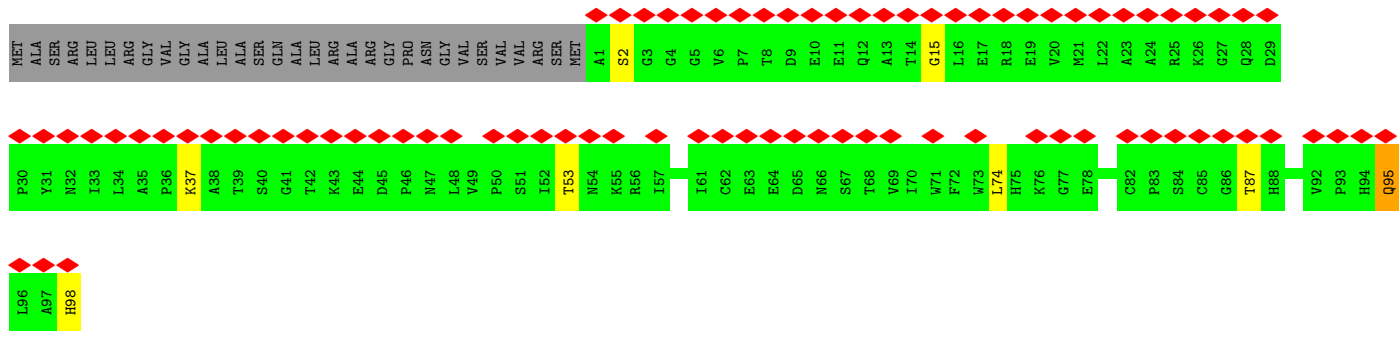 MET ALA SER ARG LEU LEU ARG GLY VAL GLY ALA LEU ALA SER GLN ALA LEU ARG ALA ARG GLY PRO ASN GLY VAL SER VAL VAL ARG SER MET A1 S2 G3 G4 G5 V6 P7 T8 D9 E10 E11 Q12 A13 T14 G15 L16 E17 R18 E19 V20 M21 L22 A23 A24 R25 K26 G27 Q28 D29
P30 Y31 N32 I33 L34 A35 P36 K37 A38 T39 S40 G41 T42 K43 E44 D45 P46 N47 L48 V49 P50 S51 I52 T53 N54 K55 R56 I57 I61 C62 E63 E64 D65 N66 S67 T68 V69 I70 W71 F72 W73 L74 H75 K76 G77 E78 C82 P83 S84 C85 G86 T87 H88 V92 P93 H94 Q95
L96 A97 H98